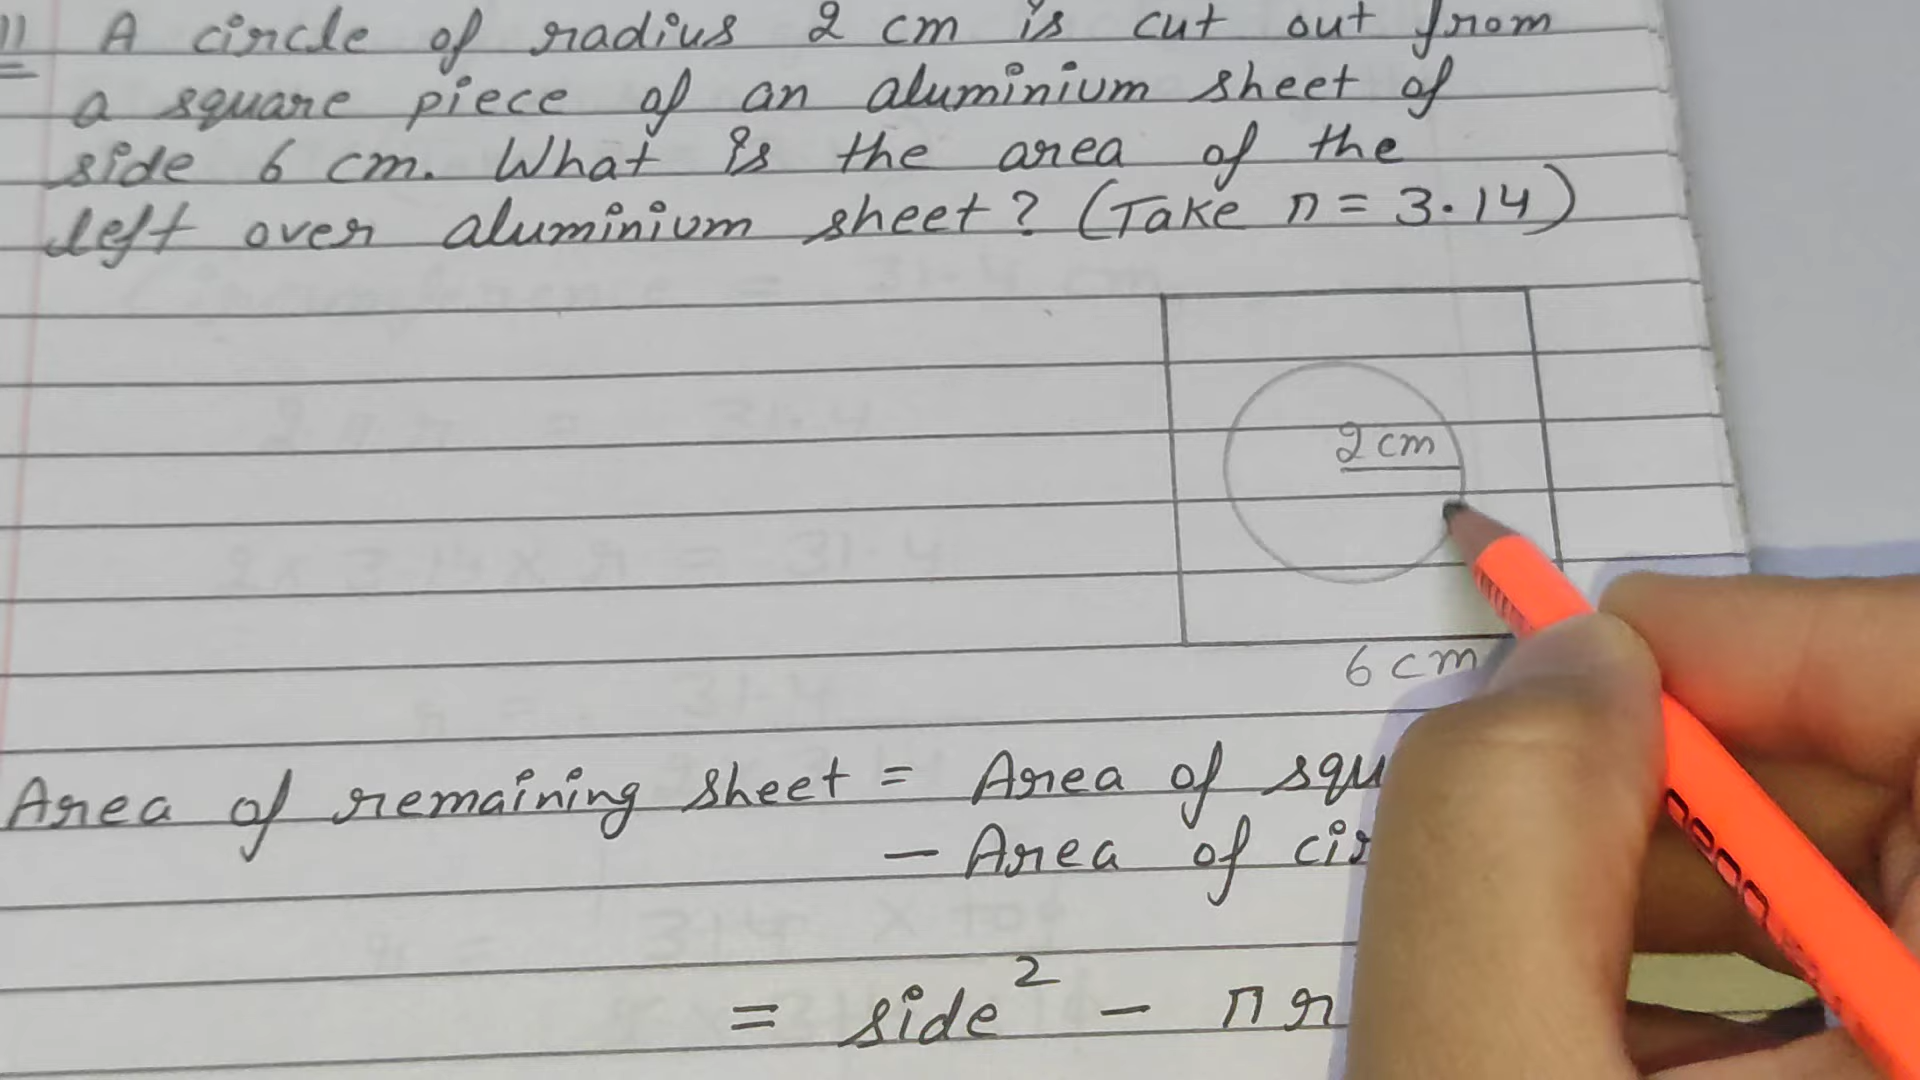 11 A circle of radius 2 cm is cut out from
a square piece of an aluminium sheet of
side 6 cm. What is the area of the
left over aluminium sheet? (Take π = 3.14)
2 cm
6 cm
Area of remaining sheet = Area of squ
— Area of cir
= side² - πr